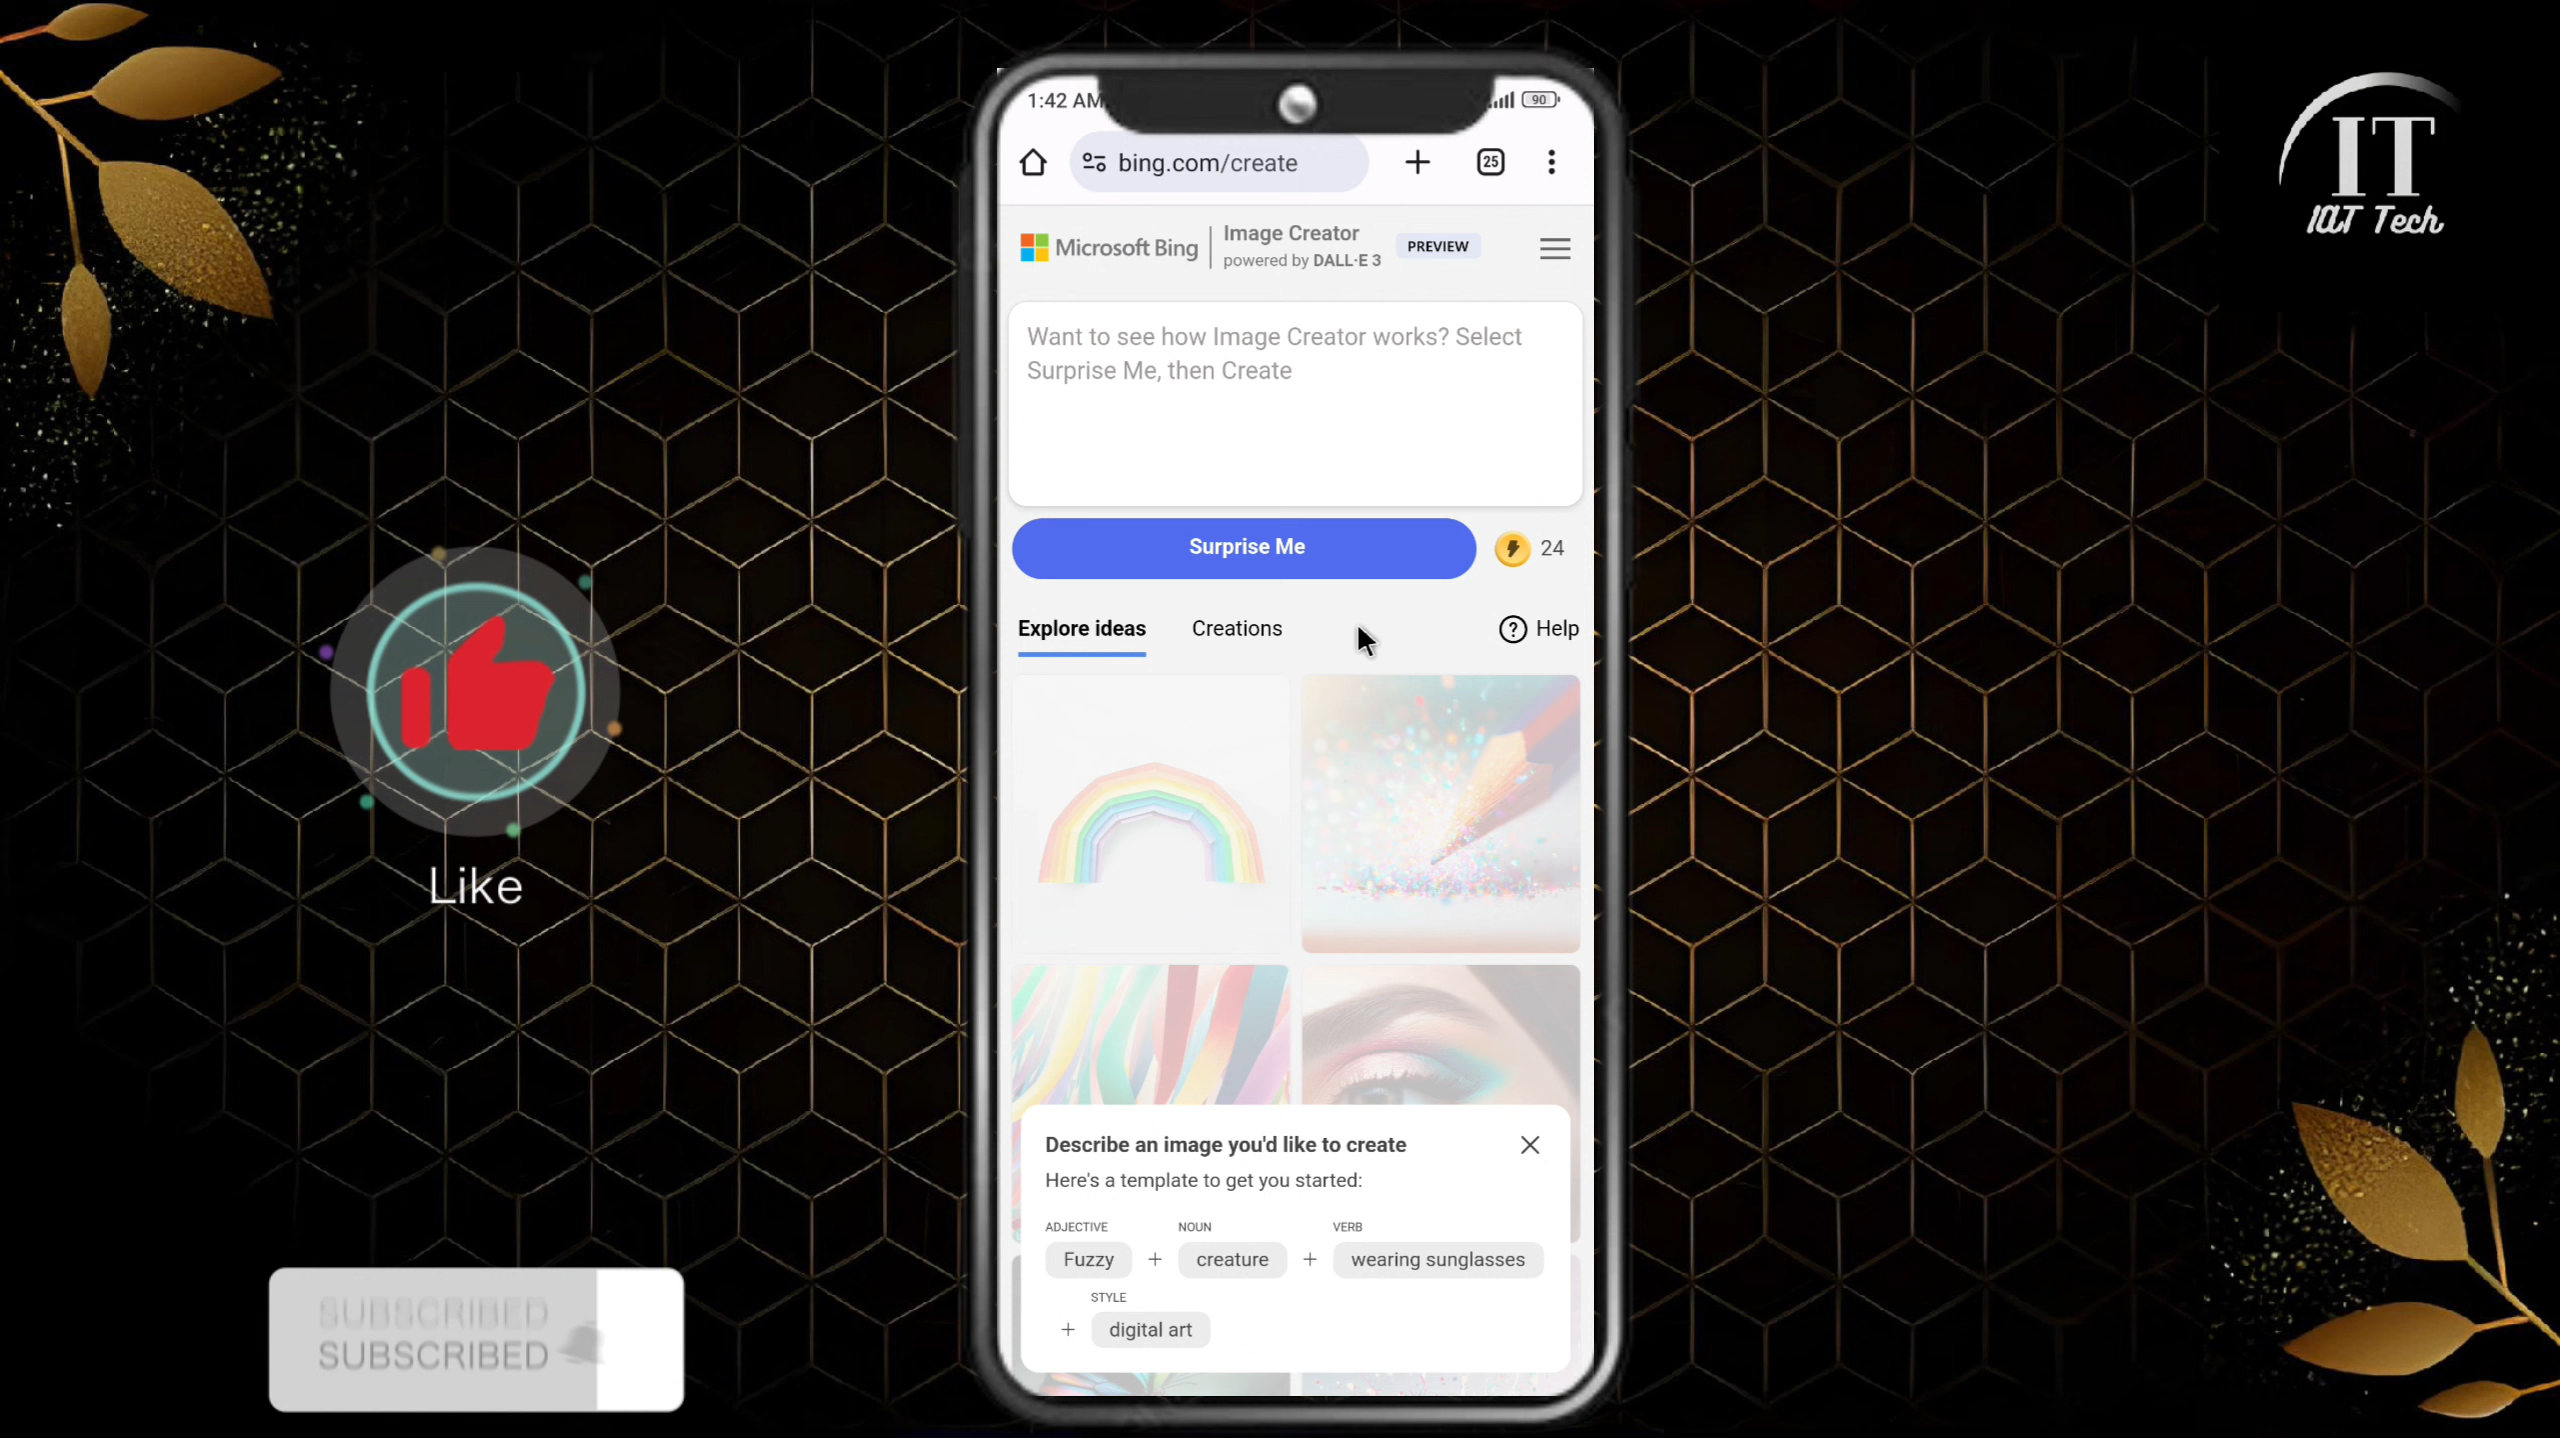 1:42 AM
90
bing.com/create
25
Microsoft Bing
Image Creator
powered by DALL·E 3
PREVIEW
Want to see how Image Creator works? Select
Surprise Me, then Create
Surprise Me
24
Explore ideas
Creations
Help
Describe an image you'd like to create
Here's a template to get you started:
ADJECTIVE
NOUN
VERB
Fuzzy + creature + wearing sunglasses
STYLE
+ digital art
Like
SUBSCRIBED
SUBSCRIBED
IT
IQT Tech